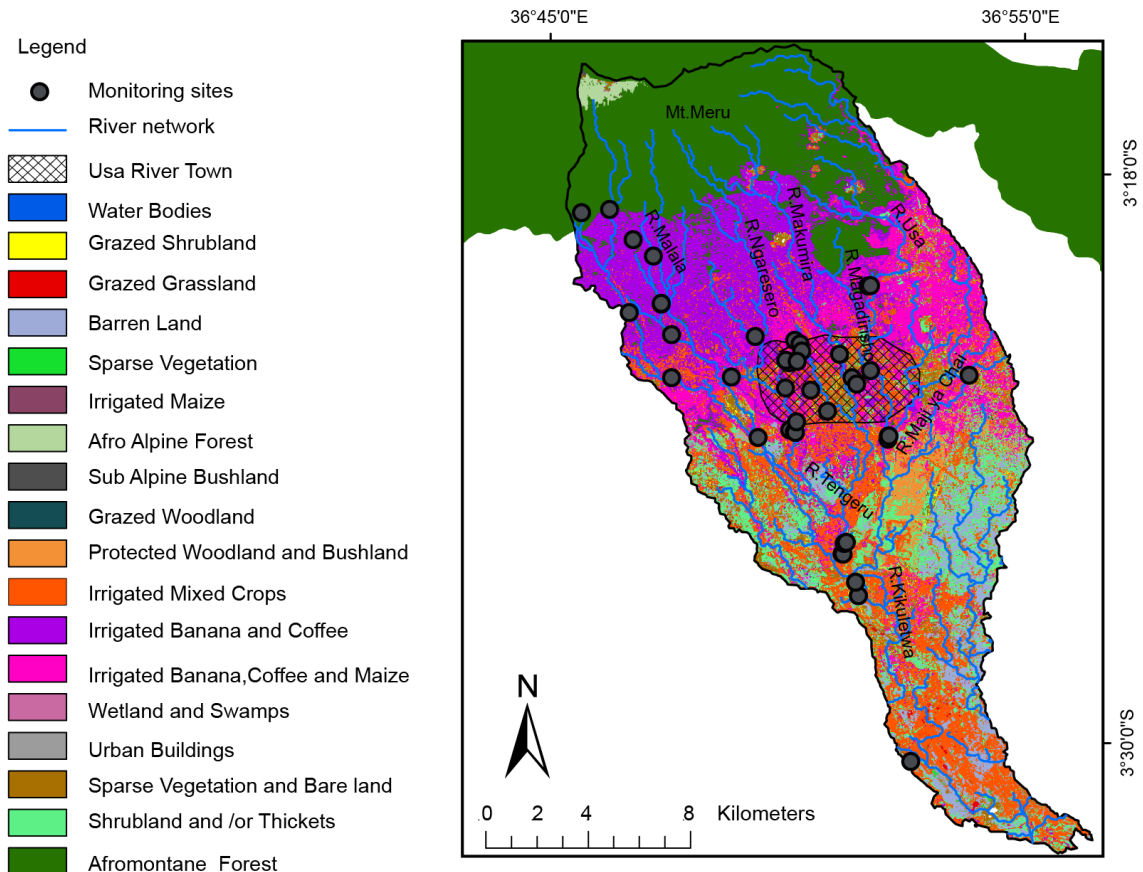 36°45'0"E
36°55'0"E
Legend
Monitoring sites
River network
Usa River Town
Water Bodies
Grazed Shrubland
Grazed Grassland
Barren Land
Sparse Vegetation
Irrigated Maize
Afro Alpine Forest
Sub Alpine Bushland
Grazed Woodland
Protected Woodland and Bushland
Irrigated Mixed Crops
Irrigated Banana and Coffee
Irrigated Banana,Coffee and Maize
Wetland and Swamps
Urban Buildings
Sparse Vegetation and Bare land
Shrubland and /or Thickets
Afromontane Forest
Mt.Meru
R.Malala
R.Ngaresero
R.Makumira
R.Magadirisho
R.Usa
R.Maji ya Chai
R.Tengeru
R.Kikuletwa
3°18'0"S
3°30'0"S
N
0 2 4 8 Kilometers